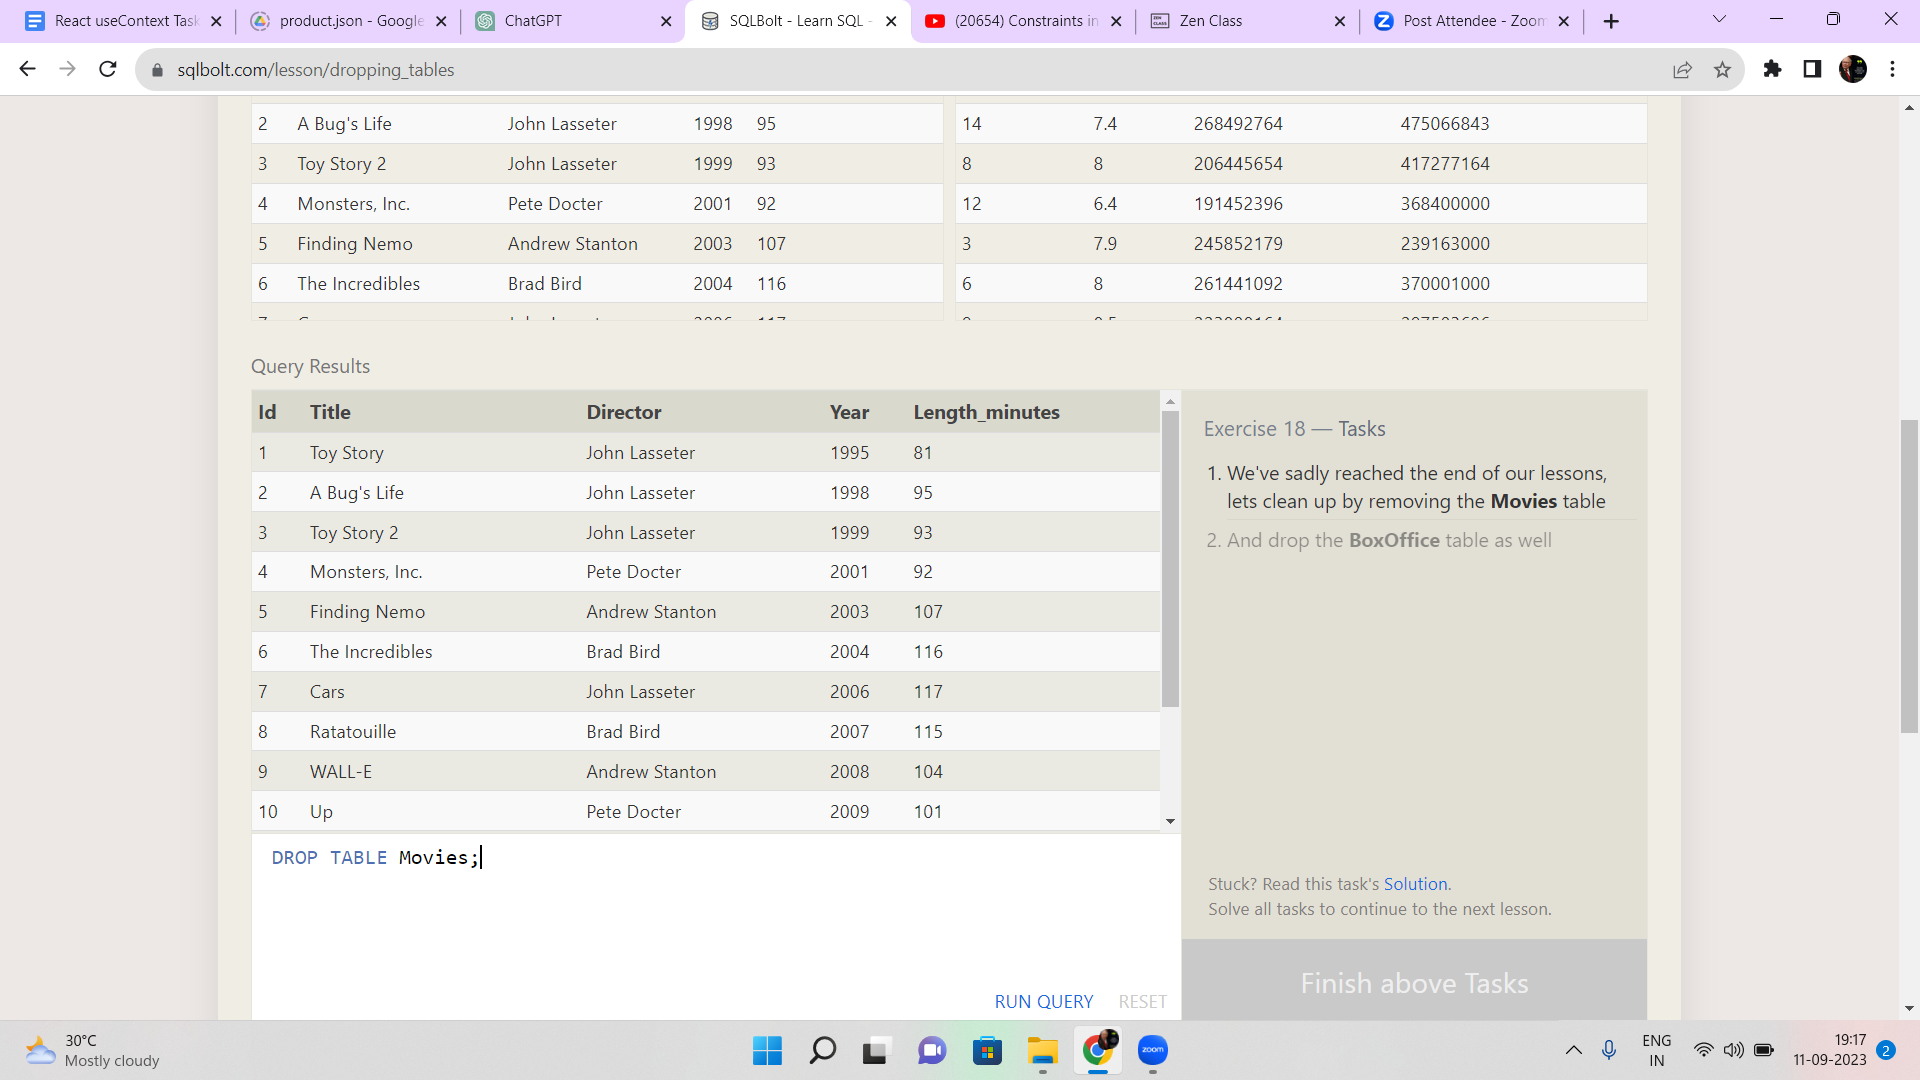 React useContext Task
product.json - Google
ChatGPT
SQLBolt - Learn SQL -
(20654) Constraints in
Zen Class
Post Attendee - Zoom
sqlbolt.com/lesson/dropping_tables
2 A Bug's Life John Lasseter 1998 95 14 7.4 268492764 475066843
3 Toy Story 2 John Lasseter 1999 93 8 8 206445654 417277164
4 Monsters, Inc. Pete Docter 2001 92 12 6.4 191452396 368400000
5 Finding Nemo Andrew Stanton 2003 107 3 7.9 245852179 239163000
6 The Incredibles Brad Bird 2004 116 6 8 261441092 370001000
Query Results
Id Title Director Year Length_minutes
1 Toy Story John Lasseter 1995 81
2 A Bug's Life John Lasseter 1998 95
3 Toy Story 2 John Lasseter 1999 93
4 Monsters, Inc. Pete Docter 2001 92
5 Finding Nemo Andrew Stanton 2003 107
6 The Incredibles Brad Bird 2004 116
7 Cars John Lasseter 2006 117
8 Ratatouille Brad Bird 2007 115
9 WALL-E Andrew Stanton 2008 104
10 Up Pete Docter 2009 101
DROP TABLE Movies;
RUN QUERY RESET
Exercise 18 — Tasks
1. We've sadly reached the end of our lessons,
lets clean up by removing the Movies table
2. And drop the BoxOffice table as well
Stuck? Read this task's Solution.
Solve all tasks to continue to the next lesson.
Finish above Tasks
30°C
Mostly cloudy
zoom
ENG
IN
19:17
11-09-2023
2